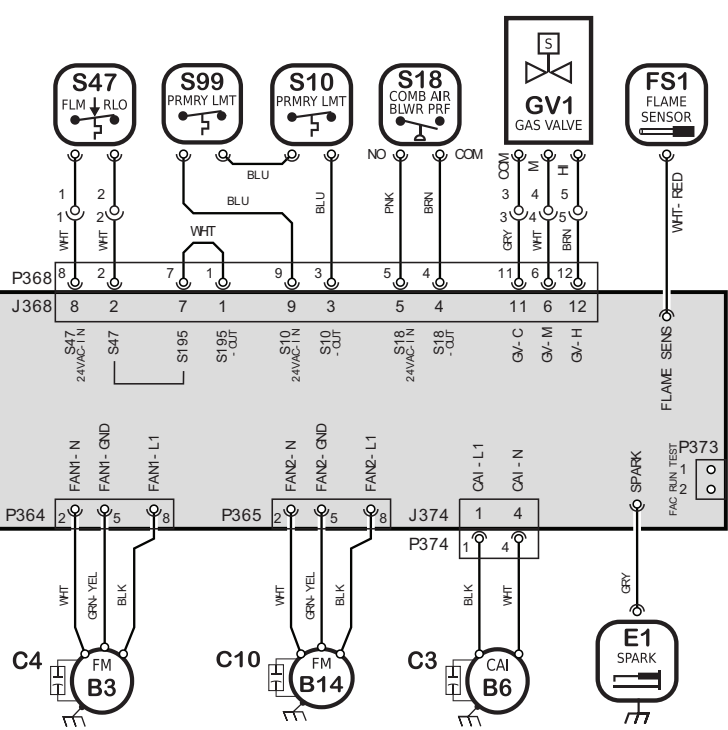 S47
FLM RLO
S99
PRMRY LMT
S10
PRMRY LMT
S18
COMB AIR
BLWR PRF
S
GV1
GAS VALVE
FS1
FLAME
SENSOR
NO COM
COM M HI
BLU
1 2 3 4 5
1 2 3 4 5
WHT WHT BLU BLU PNK BRN GRY WHT BRN WHT-RED
WHT
P368 8 2 7 1 9 3 5 4 11 6 12
J368 8 2 7 1 9 3 5 4 11 6 12
S47
24VAC-IN
S47
S195
S195
-OUT
S10
24VAC-IN
S10
-OUT
S18
24VAC-IN
S18
-OUT
GV-C
GV-M
GV-H
FLAME SENS
FAN1-N
FAN1-GND
FAN1-L1
FAN2-N
FAN2-GND
FAN2-L1
CAI-L1
CAI-N
SPARK
FAC RUN TEST
P373
1
2
P364 2 5 8
P365 2 5 8
J374 1 4
P374 1 4
WHT GRN-YEL BLK
WHT GRN-YEL BLK
BLK WHT
GRY
C4
FM
B3
C10
FM
B14
C3
CAI
B6
E1
SPARK